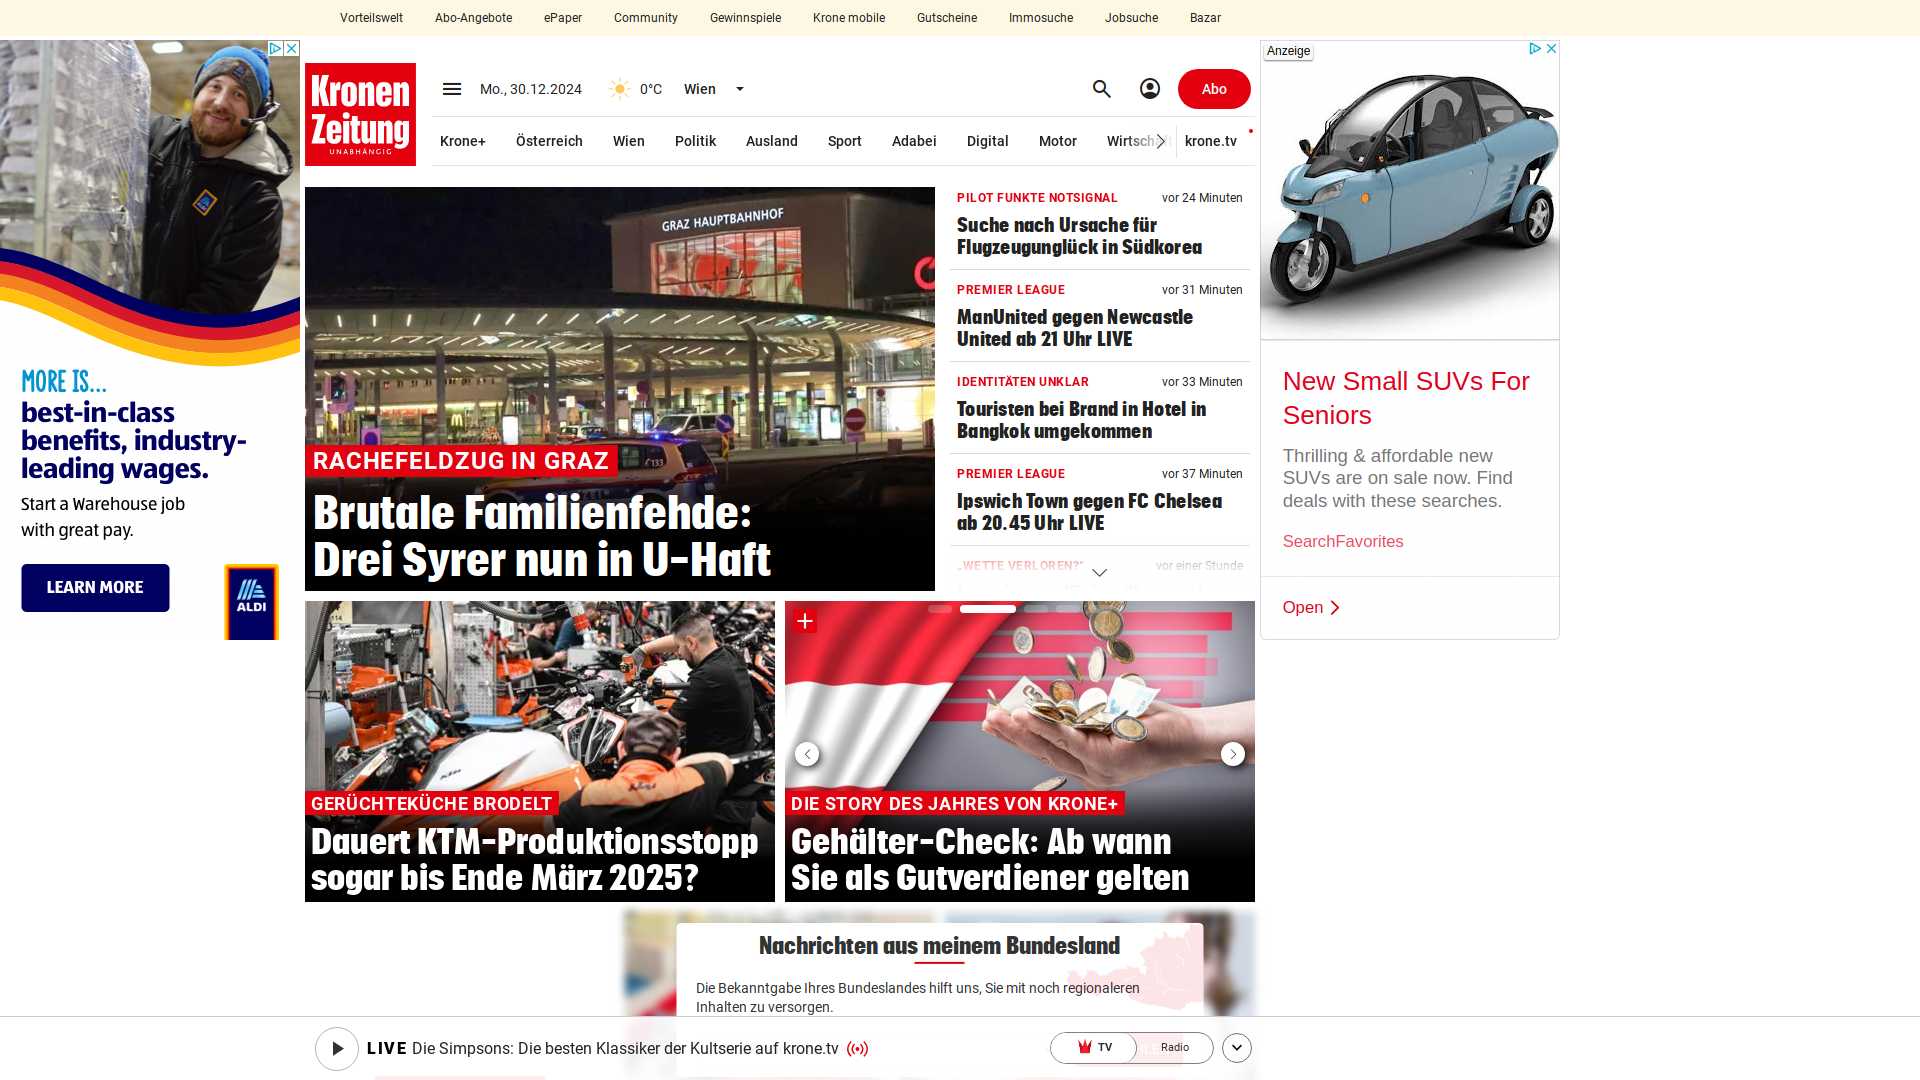 Vorteilswelt
Abo-Angebote
ePaper
Community
Gewinnspiele
Krone mobile
Gutscheine
Immosuche
Jobsuche
Bazar
MORE IS...
best-in-class
benefits, industry-
leading wages.
Start a Warehouse job
with great pay.
LEARN MORE
ALDI
Kronen
Zeitung
UNABHÄNGIG
Mo., 30.12.2024
0°C
Wien
Abo
Krone+
Österreich
Wien
Politik
Ausland
Sport
Adabei
Digital
Motor
Wirtsch
krone.tv
GRAZ HAUPTBAHNHOF
RACHEFELDZUG IN GRAZ
Brutale Familienfehde:
Drei Syrer nun in U-Haft
PILOT FUNKTE NOTSIGNAL
vor 24 Minuten
Suche nach Ursache für
Flugzeugunglück in Südkorea
PREMIER LEAGUE
vor 31 Minuten
ManUnited gegen Newcastle
United ab 21 Uhr LIVE
IDENTITÄTEN UNKLAR
vor 33 Minuten
Touristen bei Brand in Hotel in
Bangkok umgekommen
PREMIER LEAGUE
vor 37 Minuten
Ipswich Town gegen FC Chelsea
ab 20.45 Uhr LIVE
„WETTE VERLOREN?“
vor einer Stunde
GERÜCHTEKÜCHE BRODELT
Dauert KTM-Produktionsstopp
sogar bis Ende März 2025?
DIE STORY DES JAHRES VON KRONE+
Gehälter-Check: Ab wann
Sie als Gutverdiener gelten
Anzeige
New Small SUVs For
Seniors
Thrilling & affordable new
SUVs are on sale now. Find
deals with these searches.
SearchFavorites
Open
Nachrichten aus meinem Bundesland
Die Bekanntgabe Ihres Bundeslandes hilft uns, Sie mit noch regionaleren
Inhalten zu versorgen.
LIVE Die Simpsons: Die besten Klassiker der Kultserie auf krone.tv
TV
Radio